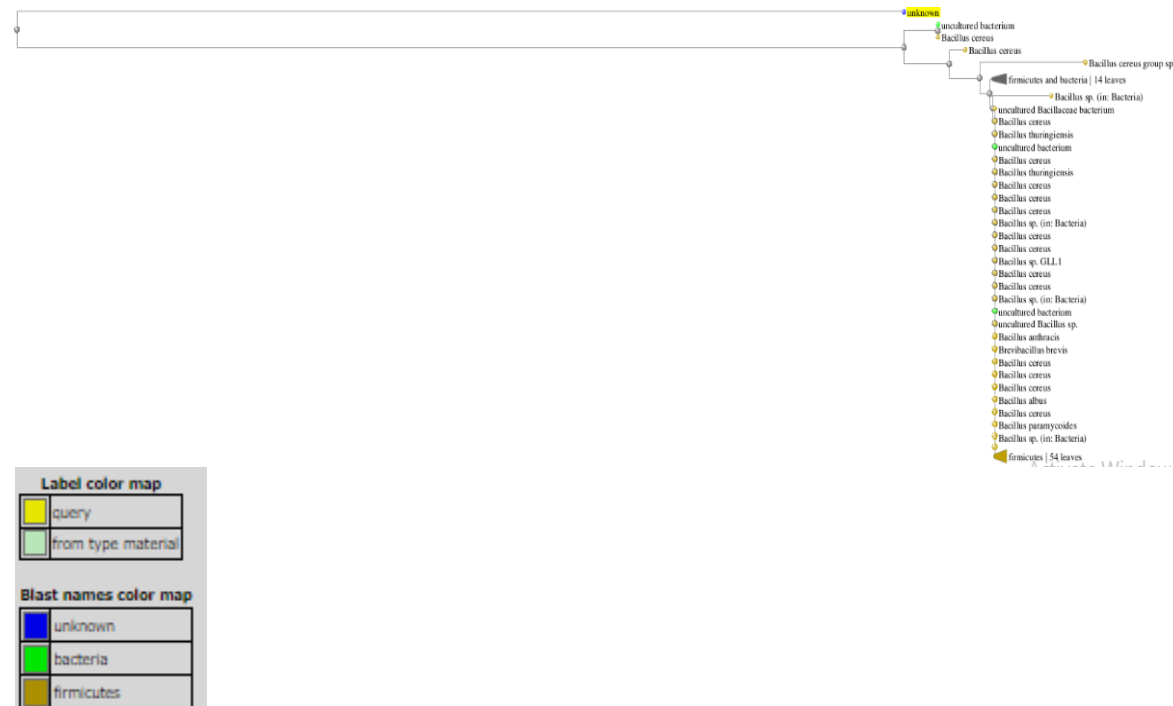 unknown
uncultured bacterium
Bacillus cereus
Bacillus cereus
Bacillus cereus group sp
firmicutes and bacteria | 14 leaves
Bacillus sp. (in: Bacteria)
uncultured Bacillaceae bacterium
Bacillus cereus
Bacillus thuringiensis
uncultured bacterium
Bacillus cereus
Bacillus thuringiensis
Bacillus cereus
Bacillus cereus
Bacillus cereus
Bacillus sp. (in: Bacteria)
Bacillus cereus
Bacillus cereus
Bacillus sp. GLL1
Bacillus cereus
Bacillus cereus
Bacillus sp. (in: Bacteria)
uncultured bacterium
uncultured Bacillus sp.
Bacillus anthracis
Brevibacillus brevis
Bacillus cereus
Bacillus cereus
Bacillus cereus
Bacillus albus
Bacillus cereus
Bacillus paramycoides
Bacillus sp. (in: Bacteria)
firmicutes | 54 leaves
Label color map
query
from type material
Blast names color map
unknown
bacteria
firmicutes